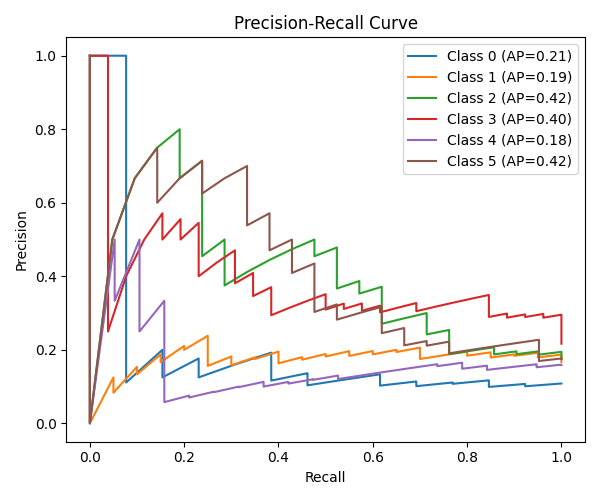 Precision-Recall Curve
Precision
1.0
0.8
0.6
0.4
0.2
0.0
Class 0 (AP=0.21)
Class 1 (AP=0.19)
Class 2 (AP=0.42)
Class 3 (AP=0.40)
Class 4 (AP=0.18)
Class 5 (AP=0.42)
0.0 0.2 0.4 0.6 0.8 1.0
Recall